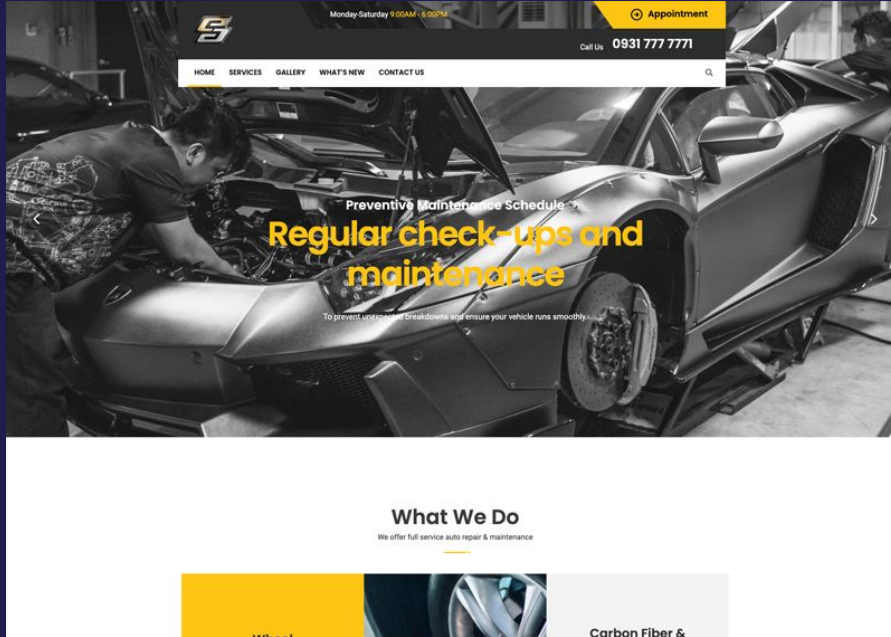 Monday-Saturday 9:00AM - 6:00PM
Appointment
Call Us 0931 777 7771
HOME SERVICES GALLERY WHAT'S NEW CONTACT US
Preventive Maintenance Schedule
Regular check-ups and
maintenance
To prevent unexpected breakdowns and ensure your vehicle runs smoothly.
What We Do
We offer full service auto repair & maintenance
Wheel
Carbon Fiber &